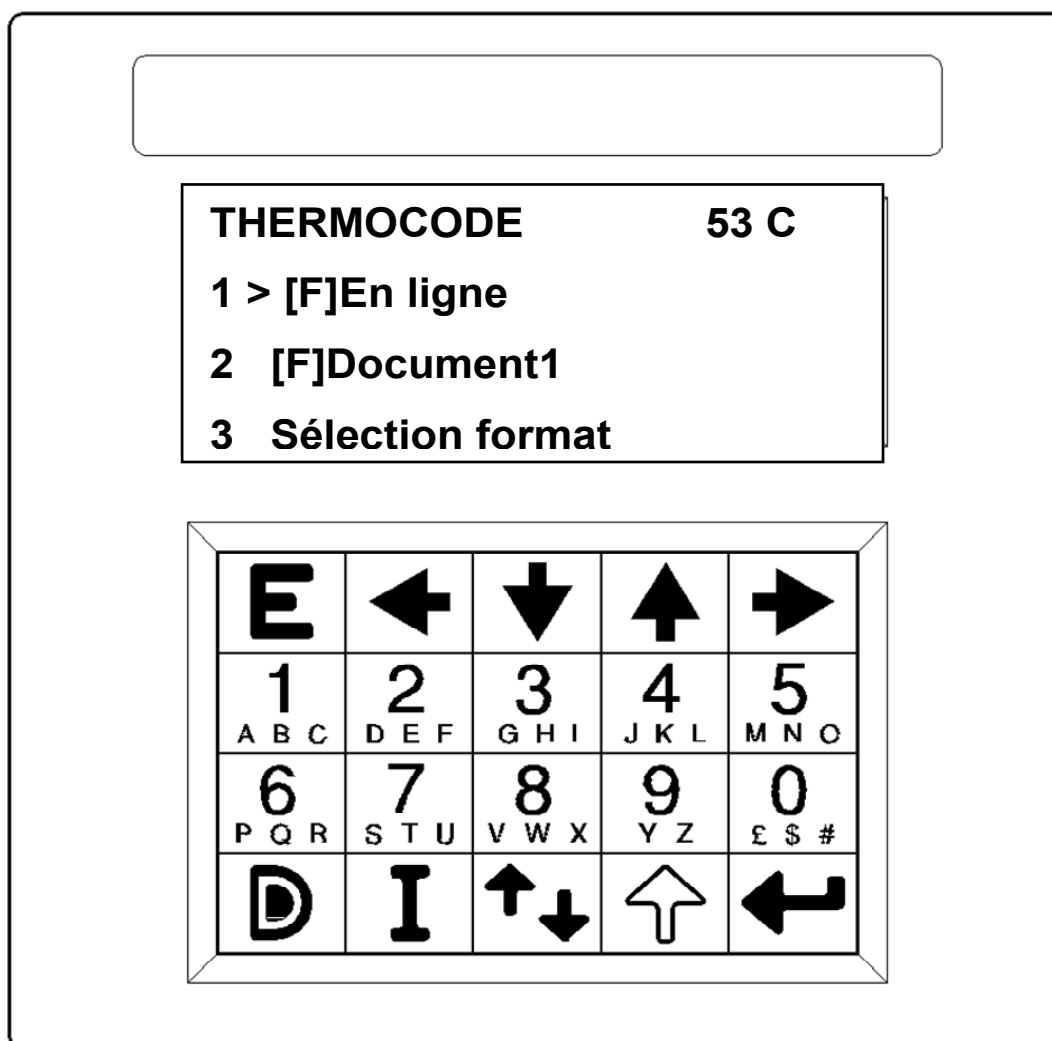 THERMOCODE 53 C
1 > [F]En ligne
2 [F]Document1
3 Sélection format
E
1 2 3 4 5
A B C D E F G H I J K L M N O
6 7 8 9 0
P Q R S T U V W X Y Z £ $ #
D I